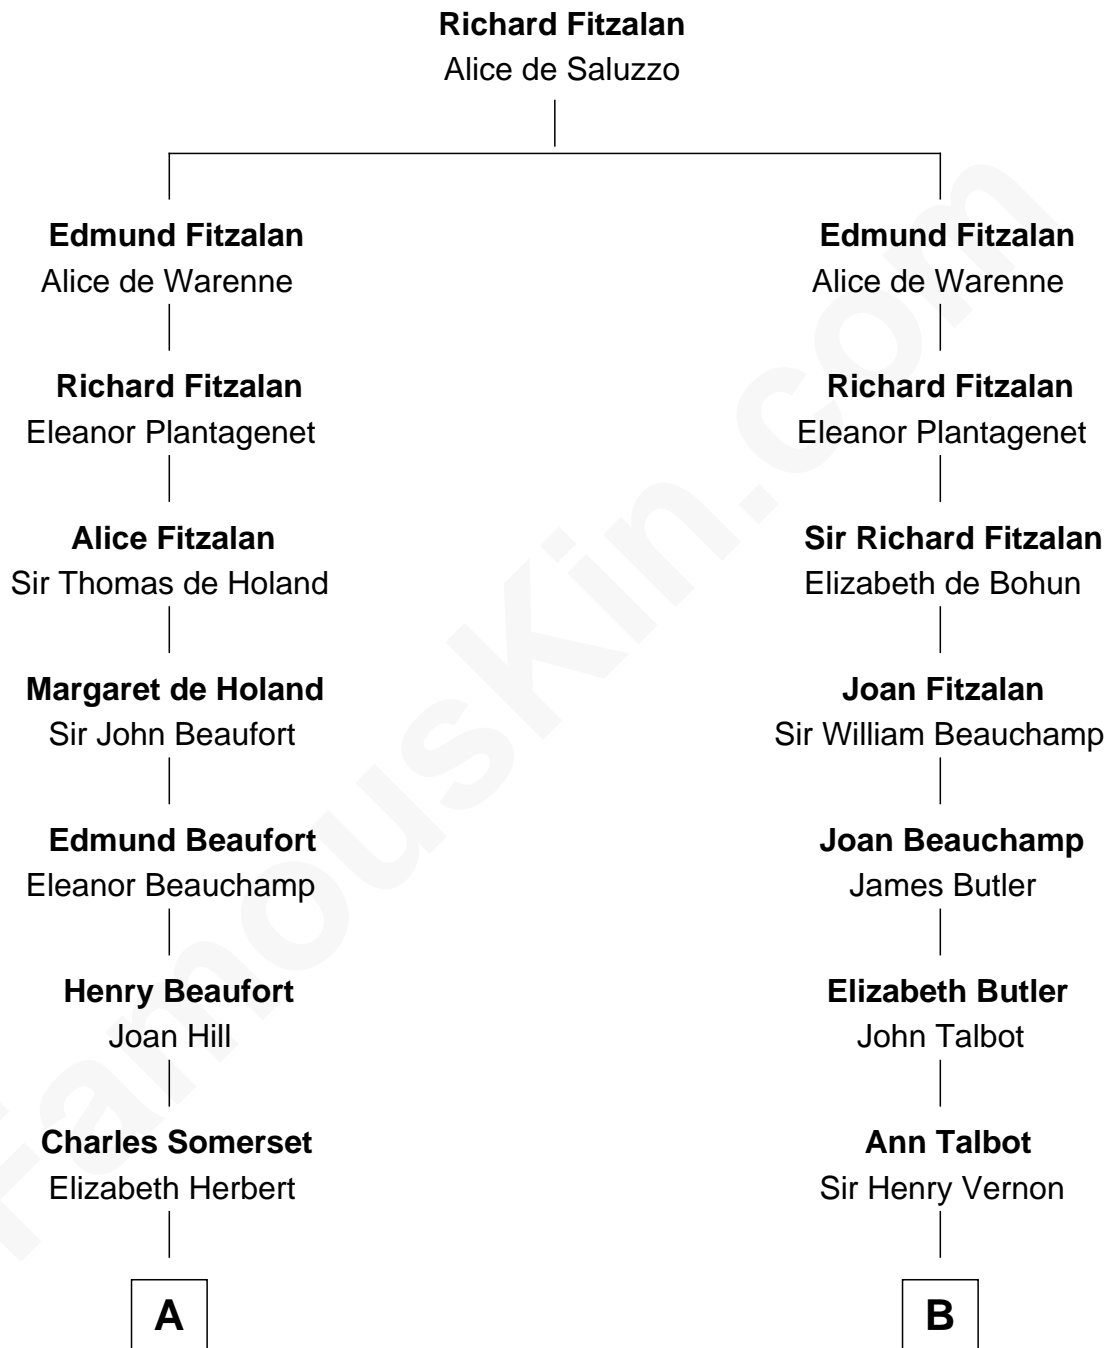 Richard Fitzalan
Alice de Saluzzo
Edmund Fitzalan
Alice de Warenne
Richard Fitzalan
Eleanor Plantagenet
Alice Fitzalan
Sir Thomas de Holand
Margaret de Holand
Sir John Beaufort
Edmund Beaufort
Eleanor Beauchamp
Henry Beaufort
Joan Hill
Charles Somerset
Elizabeth Herbert
A
Edmund Fitzalan
Alice de Warenne
Richard Fitzalan
Eleanor Plantagenet
Sir Richard Fitzalan
Elizabeth de Bohun
Joan Fitzalan
Sir William Beauchamp
Joan Beauchamp
James Butler
Elizabeth Butler
John Talbot
Ann Talbot
Sir Henry Vernon
B
FamousKin.com